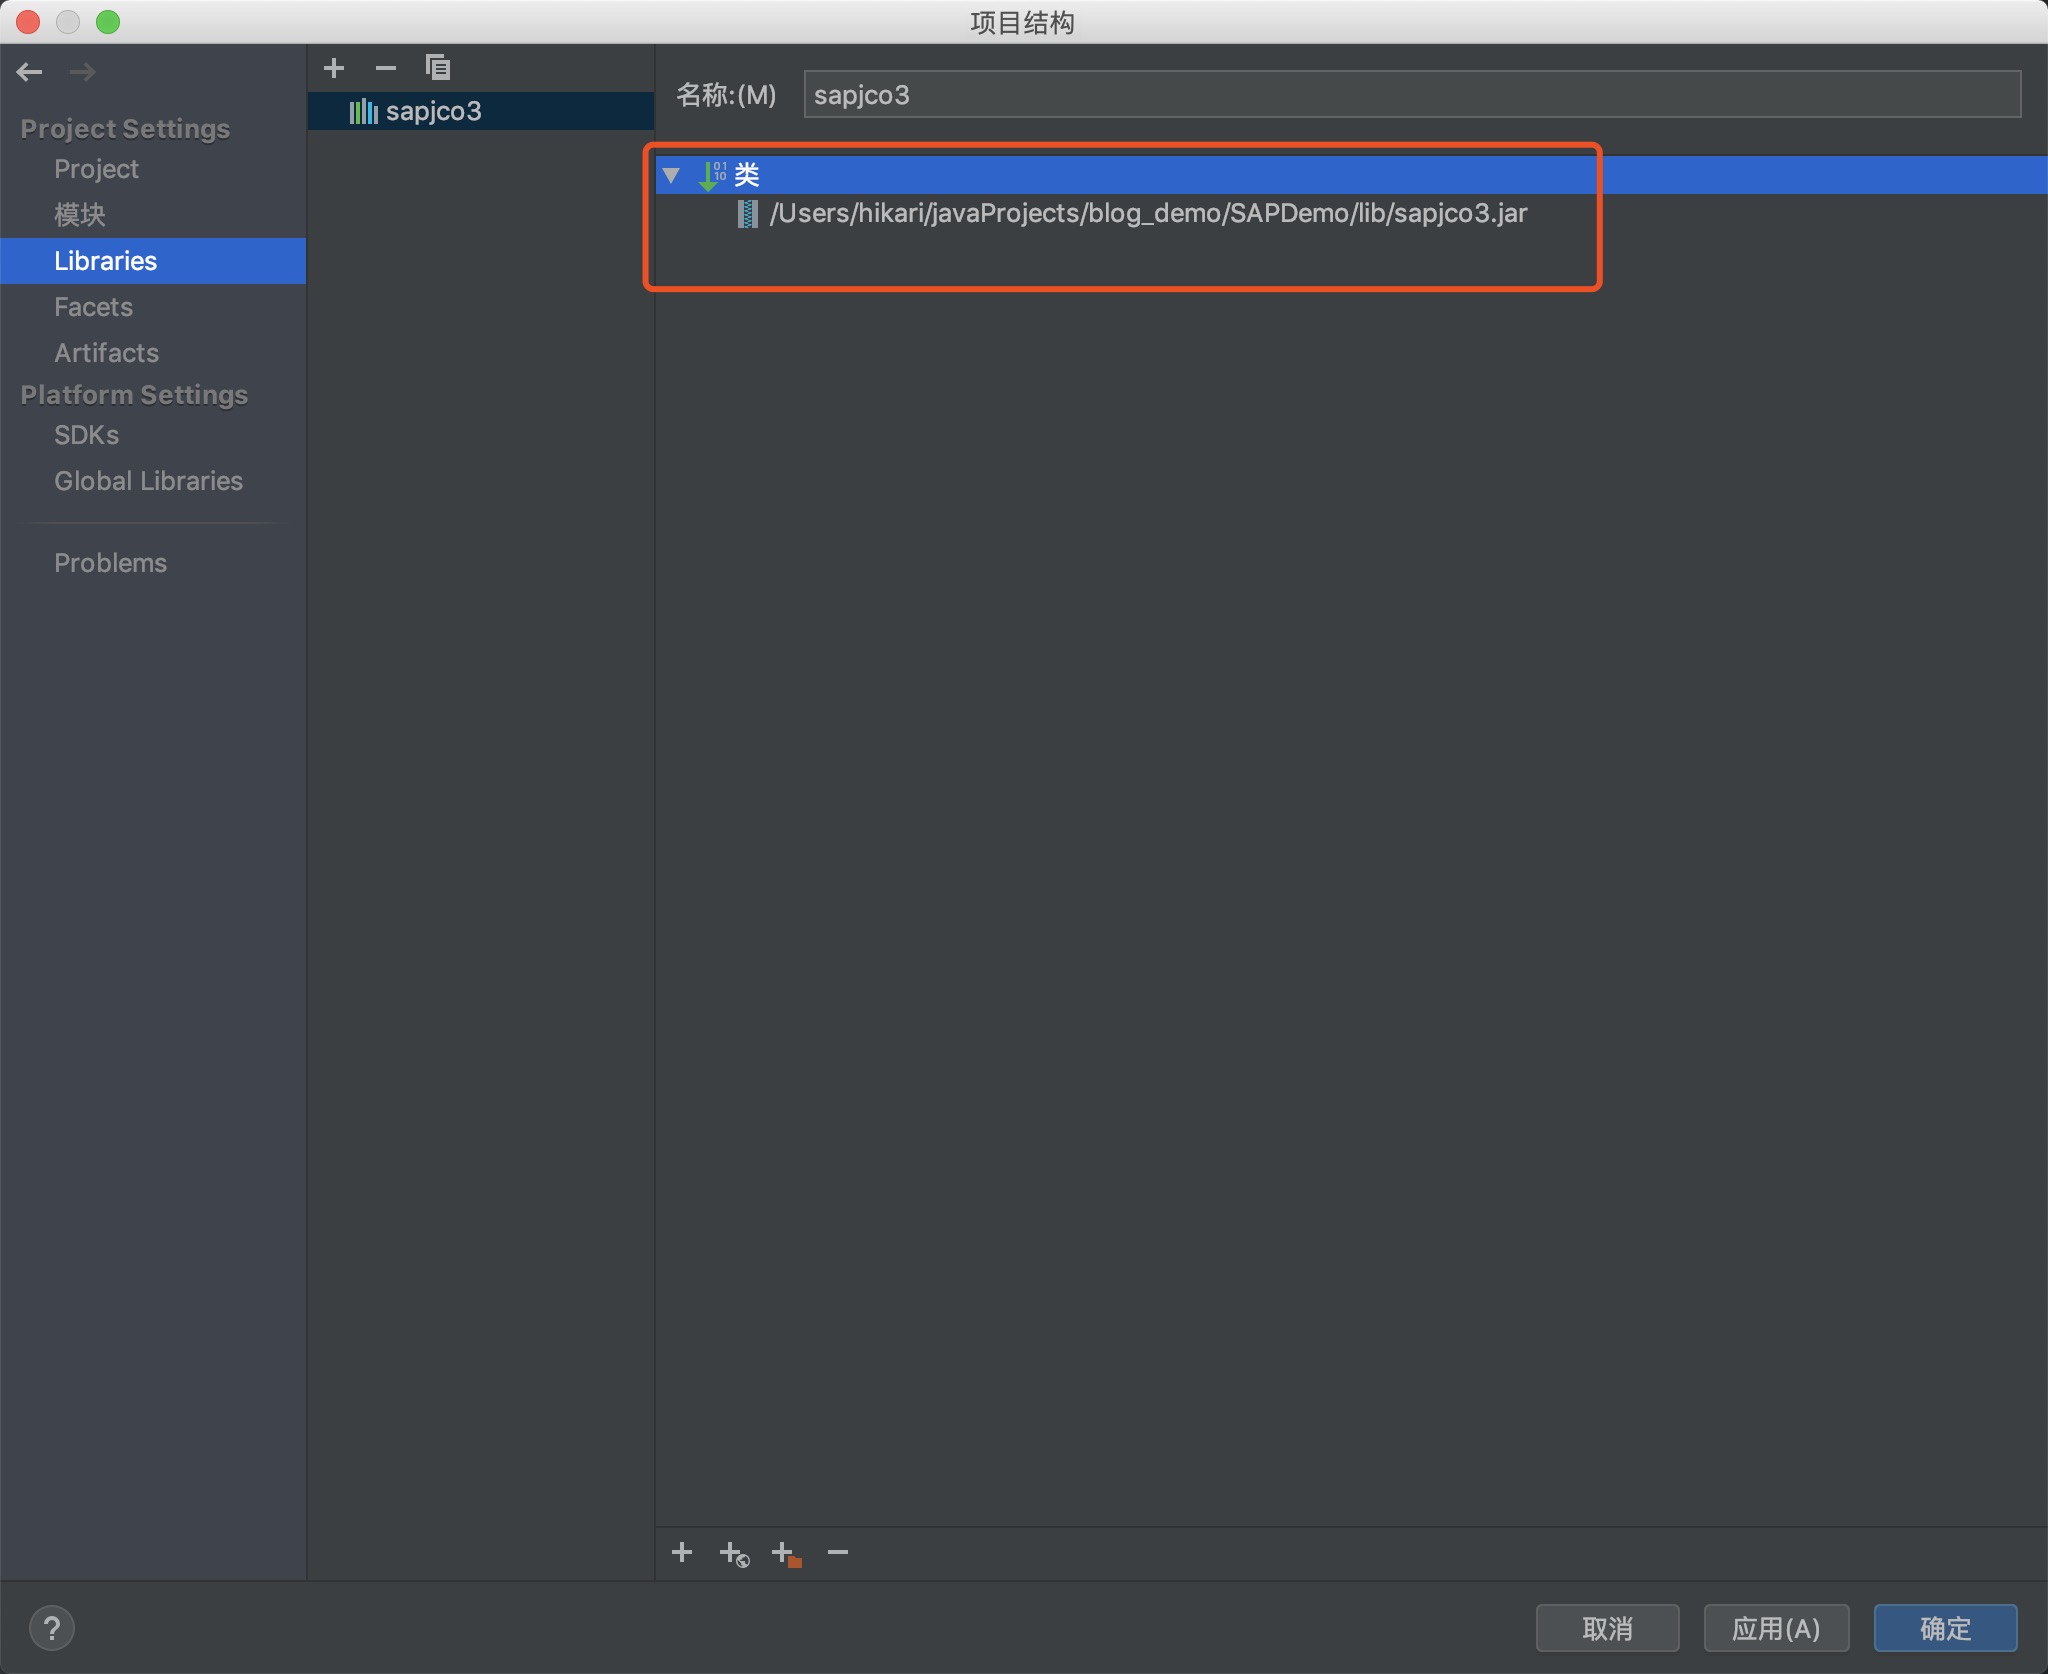 项目结构
Project Settings
Project
模块
Libraries
Facets
Artifacts
Platform Settings
SDKs
Global Libraries
Problems
sapjco3
名称:(M)
sapjco3
类
/Users/hikari/javaProjects/blog_demo/SAPDemo/lib/sapjco3.jar
?
取消
应用(A)
确定